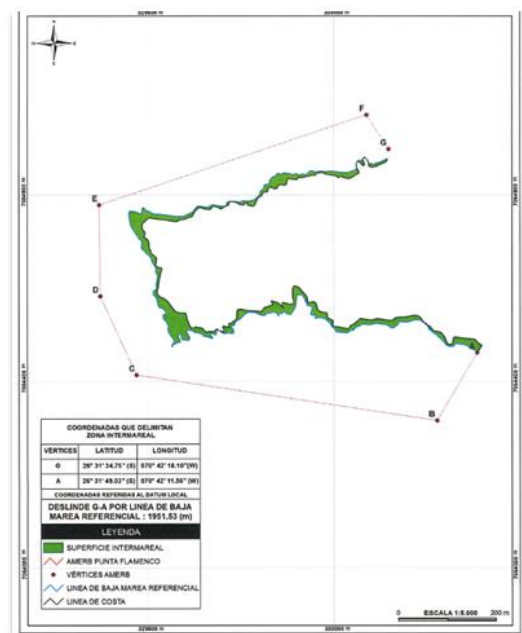 F
G
E
D
A
C
B
COORDENADAS QUE DELIMITAN
ZONA INTERMAREAL
VERTICES LATITUD LONGITUD
G 26° 31' 34,75" (S) 070° 42' 18.10"(W)
A 26° 31' 49,03" (S) 070° 42' 11,56" (W)
COORDENADAS REFERIDAS AL DATUM LOCAL
DESLINDE G-A POR LINEA DE BAJA
MAREA REFERENCIAL : 1951.53 (m)
LEYENDA
SUPERFICIE INTERMAREAL
AMERB PUNTA FLAMENCO
VÉRTICES AMERB
LINEA DE BAJA MAREA REFERENCIAL
LINEA DE COSTA
0 ESCALA 1:5.000 200 m